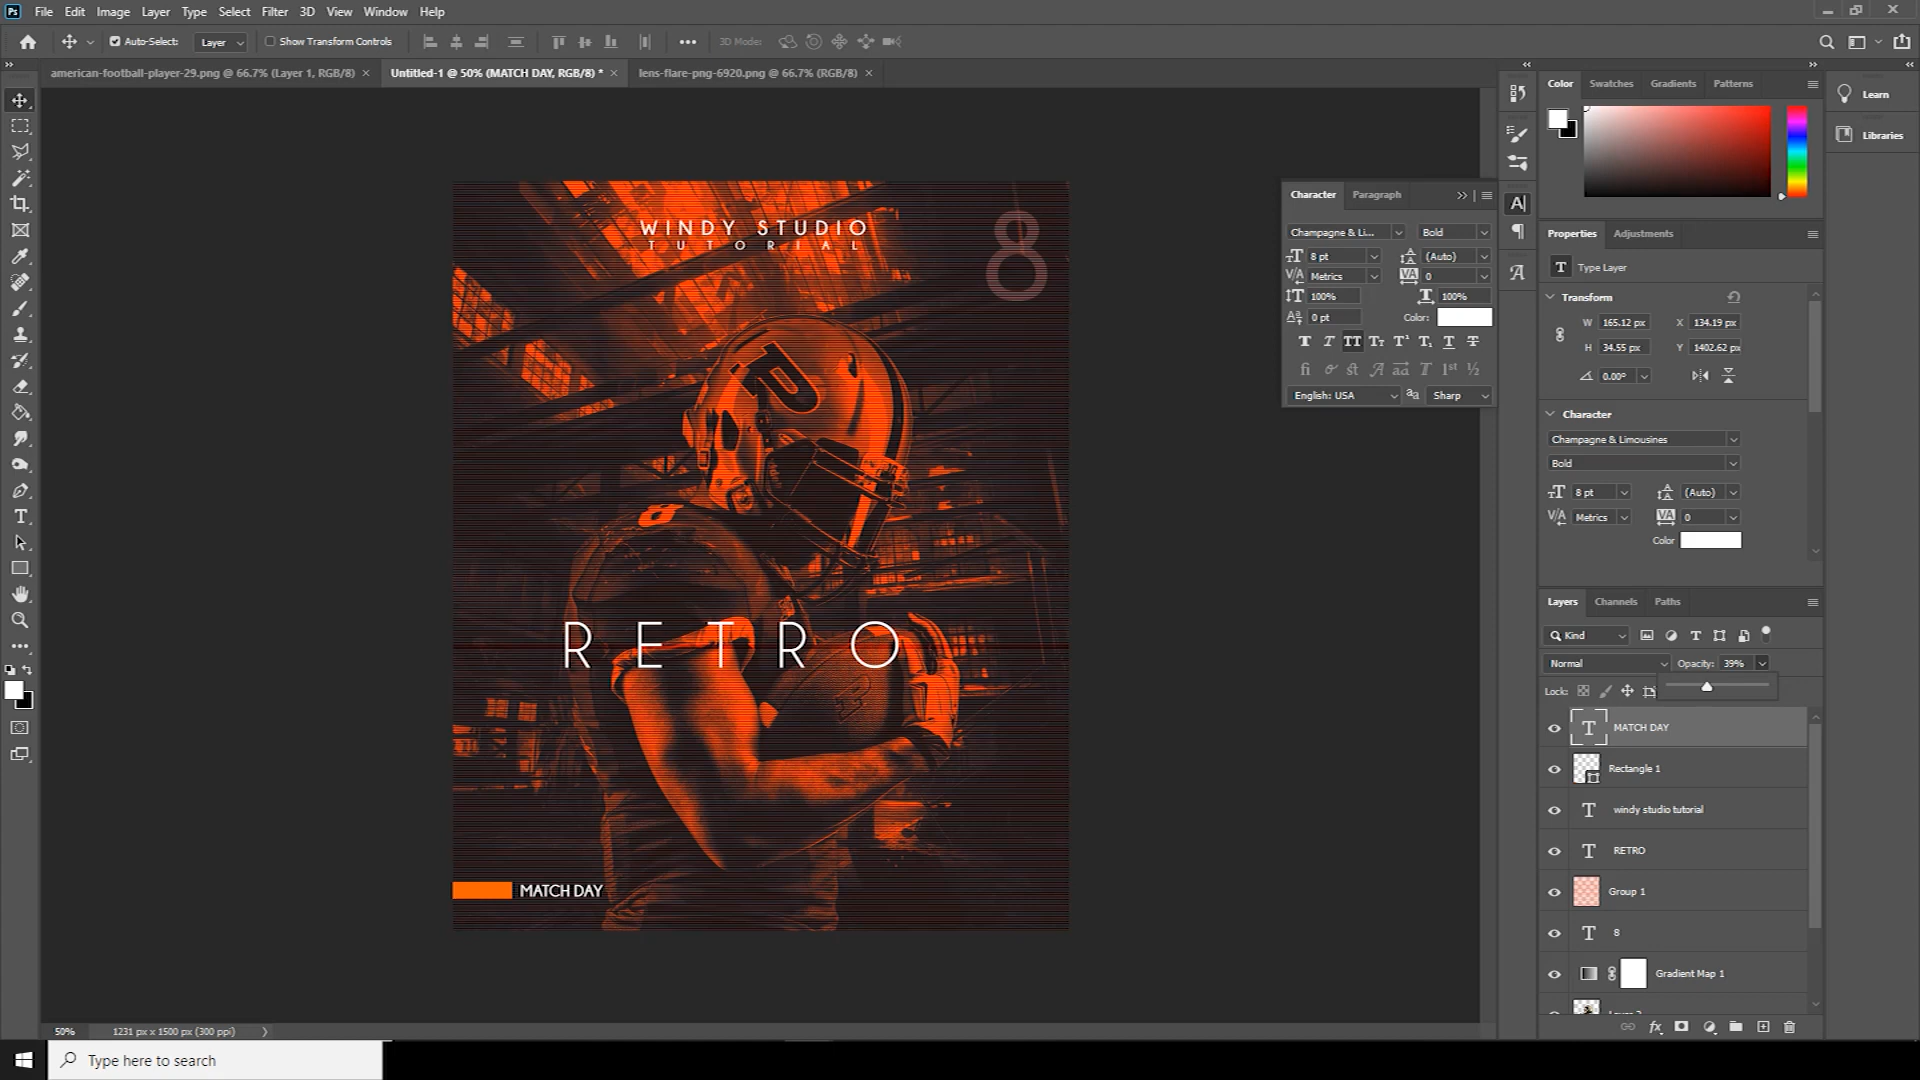 Ps File Edit Image Layer Type Select Filter 3D View Window Help
Auto-Select: Layer Show Transform Controls 3D Mode:
american-football-player-29.png @ 66.7% (Layer 1, RGB/8) × Untitled-1 @ 50% (MATCH DAY, RGB/8) * × lens-flare-png-6920.png @ 66.7% (RGB/8) ×
WINDY STUDIO
TUTORIAL
8
RETRO
MATCH DAY
50% 1231 px x 1500 px (300 ppi)
Character Paragraph
Champagne & Li... Bold
8 pt (Auto)
Metrics 0
100% 100%
0 pt Color:
English: USA Sharp
Color Swatches Gradients Patterns
Learn
Libraries
Properties Adjustments
Type Layer
Transform
W 165.12 px X 134.19 px
H 34.55 px Y 1402.62 px
0.00°
Character
Champagne & Limousines
Bold
8 pt (Auto)
Metrics 0
Color
Layers Channels Paths
Kind
Normal Opacity: 39%
Lock:
MATCH DAY
Rectangle 1
windy studio tutorial
RETRO
Group 1
8
Gradient Map 1
Type here to search